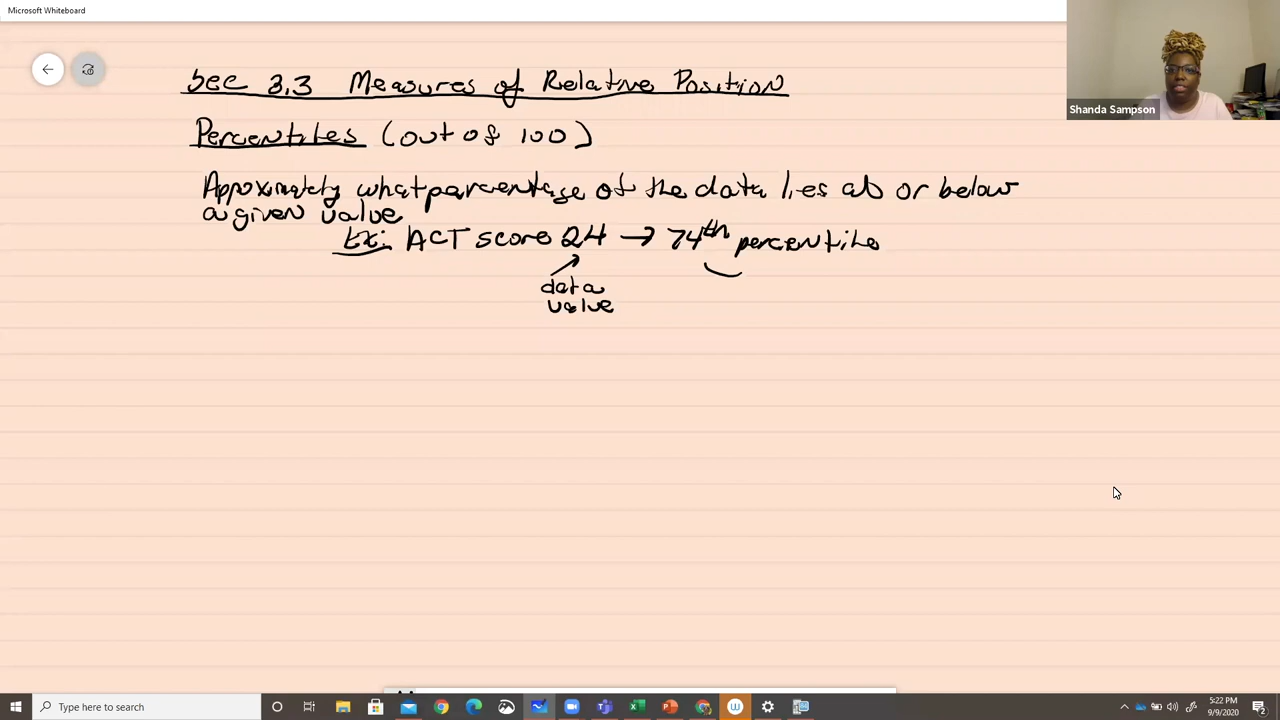 Microsoft Whiteboard
Shanda Sampson
Sec 3.3 Measures of Relative Position
Percentiles (out of 100)
Approximately what percentage of the data lies at or below
a given value
Ex: ACT score 24 → 74th percentile
data
value
Type here to search
5:22 PM
9/9/2020